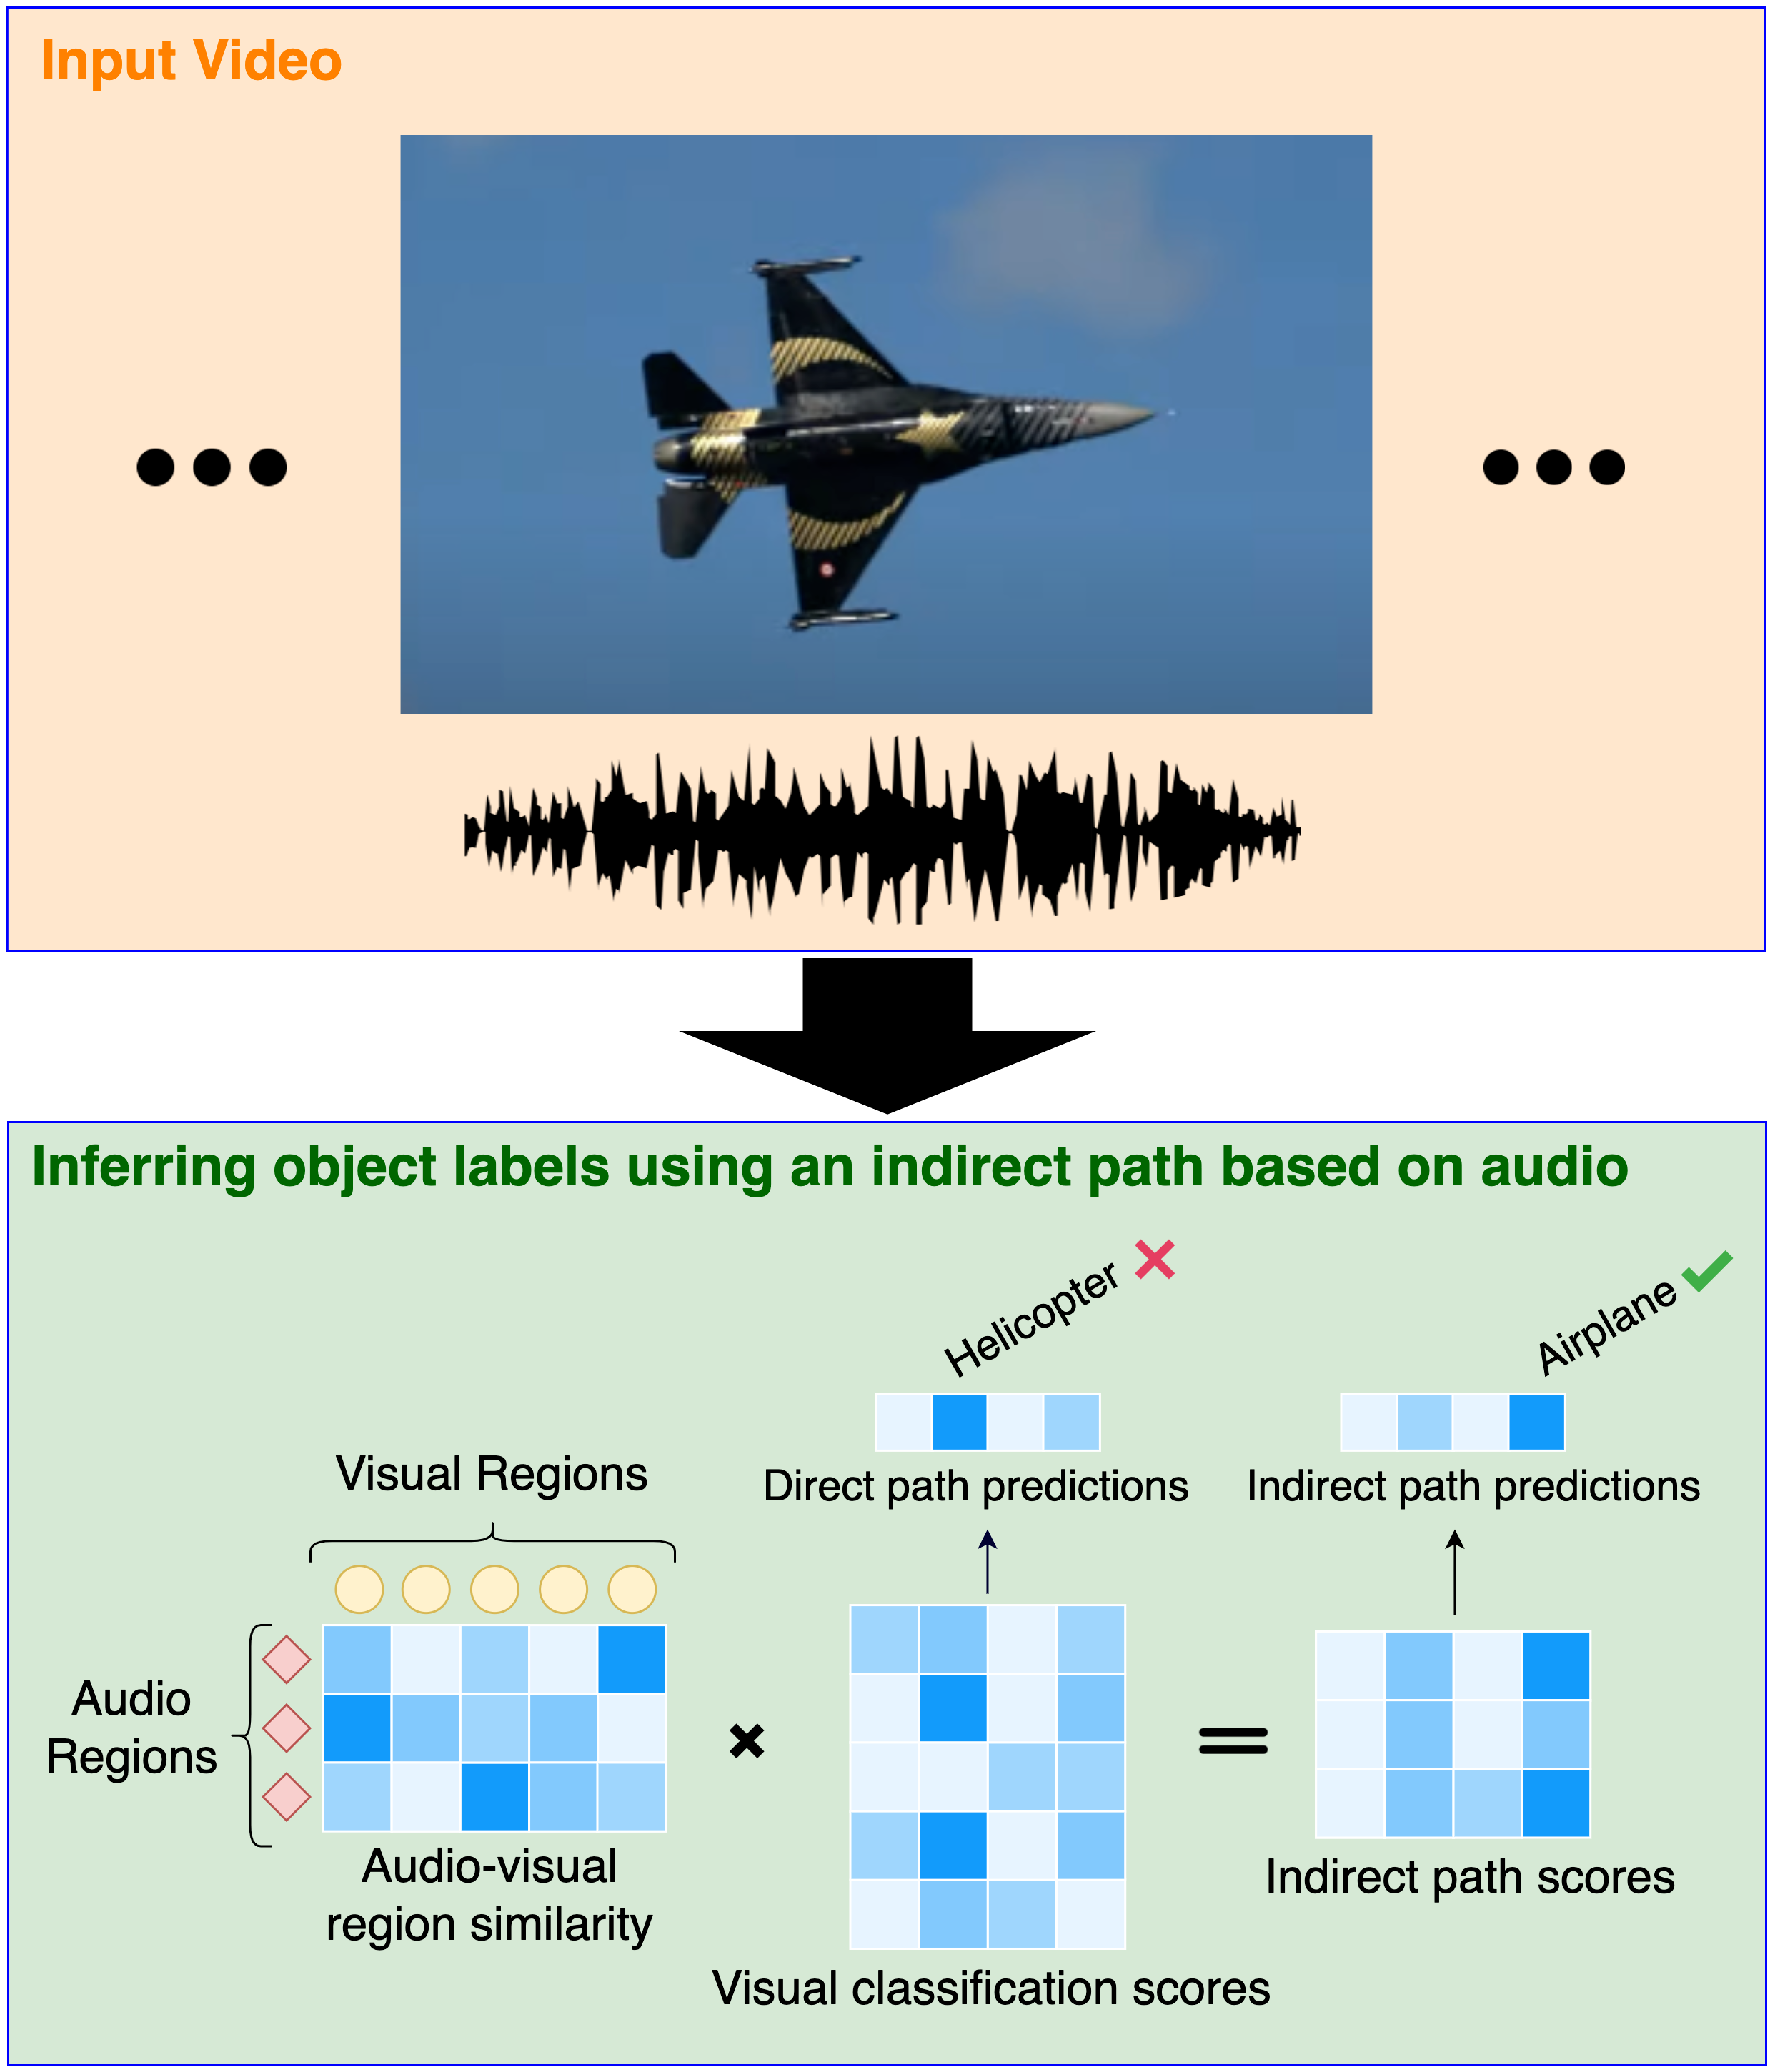 Input Video
Inferring object labels using an indirect path based on audio
Helicopter
Airplane
Visual Regions
Direct path predictions
Indirect path predictions
Audio
Regions
Audio-visual
region similarity
Visual classification scores
Indirect path scores